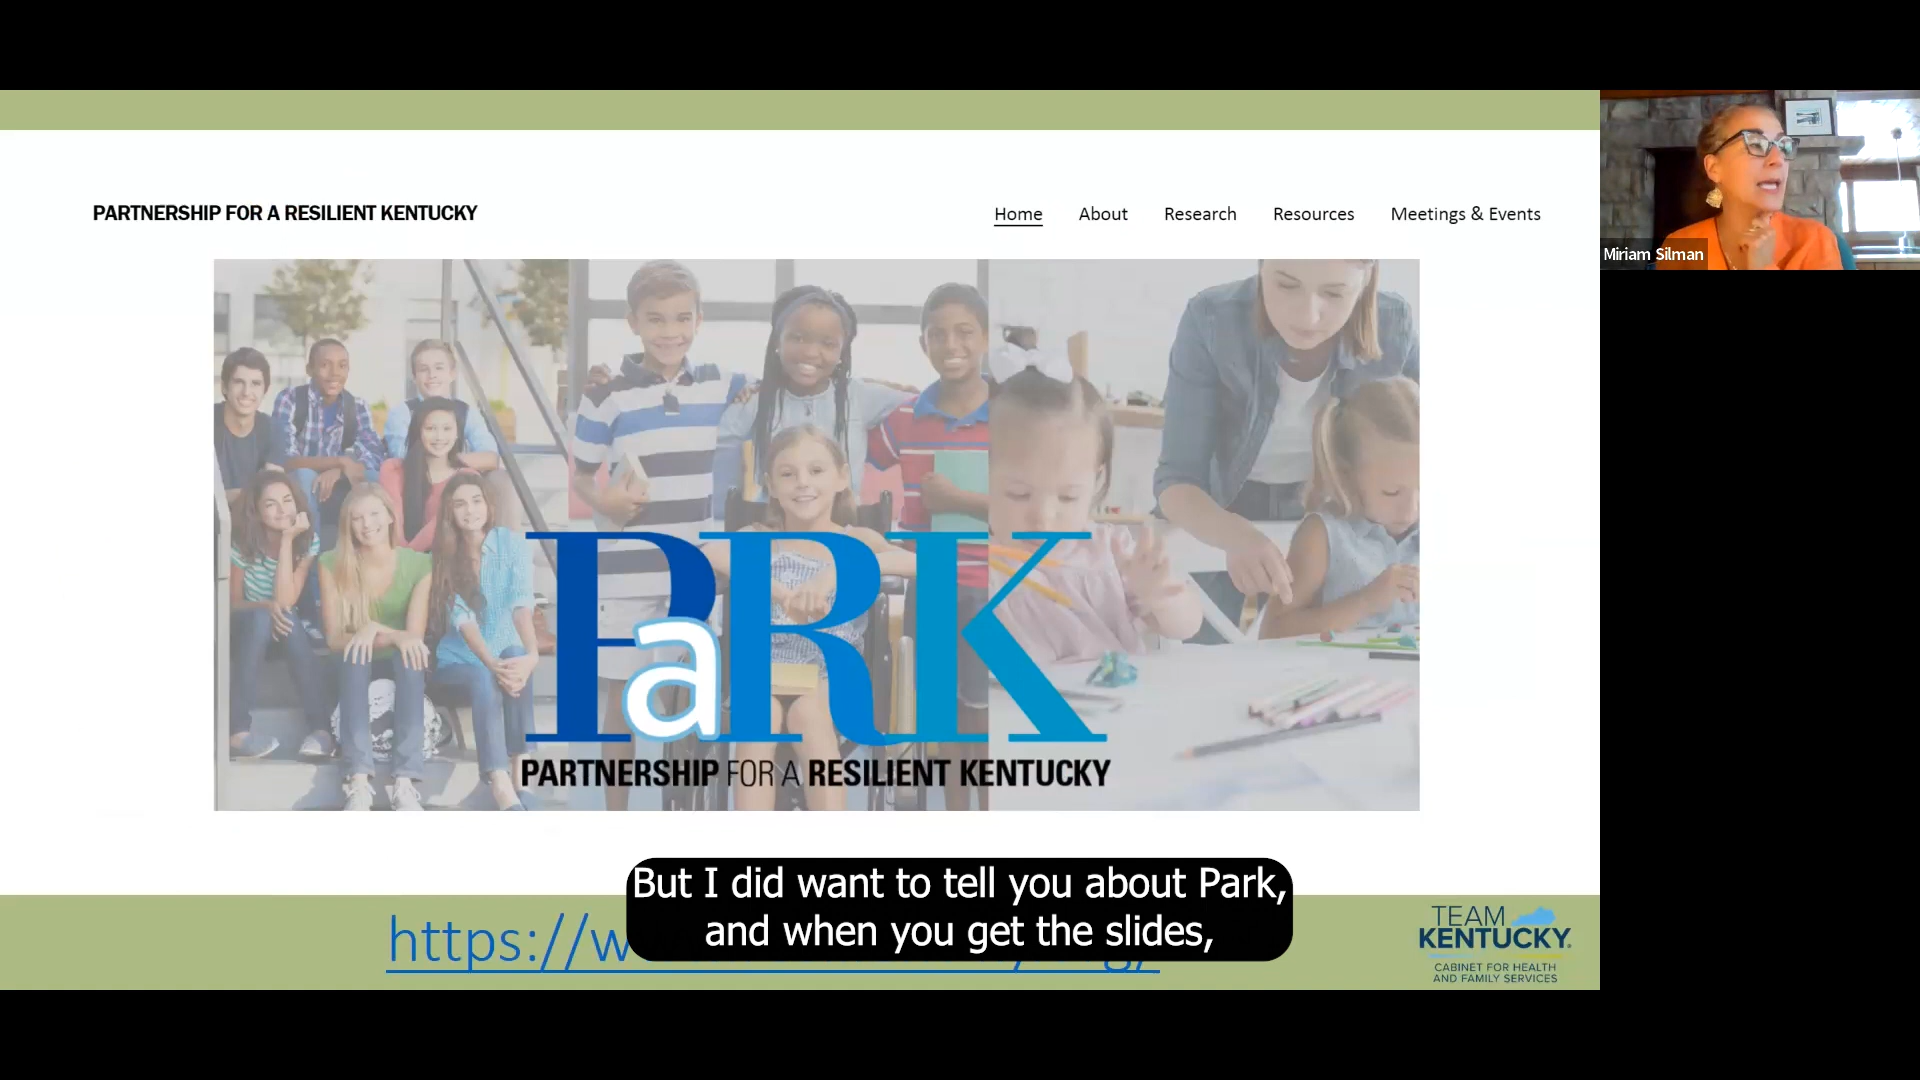 PARTNERSHIP FOR A RESILIENT KENTUCKY
Home About Research Resources Meetings & Events
Miriam Silman
PaRK
PARTNERSHIP FOR A RESILIENT KENTUCKY
But I did want to tell you about Park,
and when you get the slides,
https://w
TEAM
KENTUCKY
CABINET FOR HEALTH
AND FAMILY SERVICES